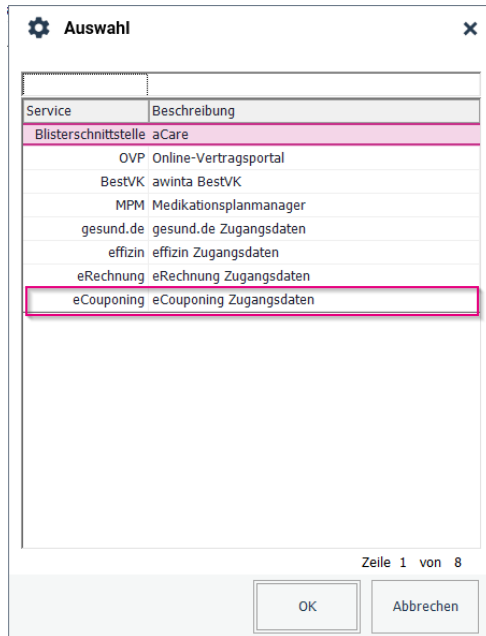 Auswahl
Service Beschreibung
Blisterschnittstelle aCare
OVP Online-Vertragsportal
BestVK awinta BestVK
MPM Medikationsplanmanager
gesund.de gesund.de Zugangsdaten
effizin effizin Zugangsdaten
eRechnung eRechnung Zugangsdaten
eCouponing eCouponing Zugangsdaten
Zeile 1 von 8
OK Abbrechen